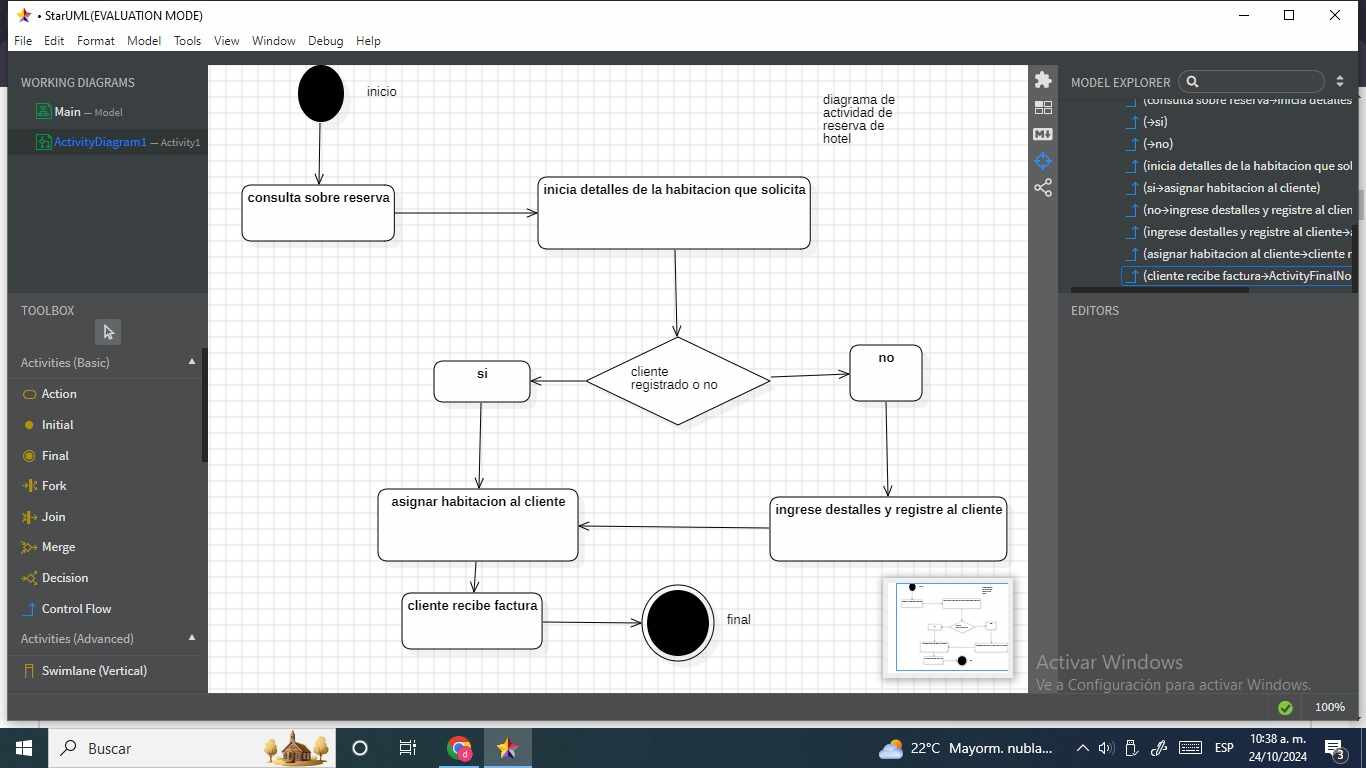 • StarUML(EVALUATION MODE)
File Edit Format Model Tools View Window Debug Help
WORKING DIAGRAMS
Main — Model
ActivityDiagram1 — Activity1
TOOLBOX
Activities (Basic)
Action
Initial
Final
Fork
Join
Merge
Decision
Control Flow
Activities (Advanced)
Swimlane (Vertical)
inicio
diagrama de
actividad de
reserva de
hotel
consulta sobre reserva
inicia detalles de la habitacion que solicita
cliente
registrado o no
si
no
asignar habitacion al cliente
ingrese destalles y registre al cliente
cliente recibe factura
final
MODEL EXPLORER
(consulta sobre reserva→inicia detalles
(→si)
(→no)
(inicia detalles de la habitacion que sol
(si→asignar habitacion al cliente)
(no→ingrese destalles y registre al clien
(ingrese destalles y registre al cliente→
(asignar habitacion al cliente→cliente r
(cliente recibe factura→ActivityFinalNo
EDITORS
Activar Windows
Ve a Configuración para activar Windows.
100%
Buscar
22°C Mayorm. nubla...
ESP
10:38 a. m.
24/10/2024
3